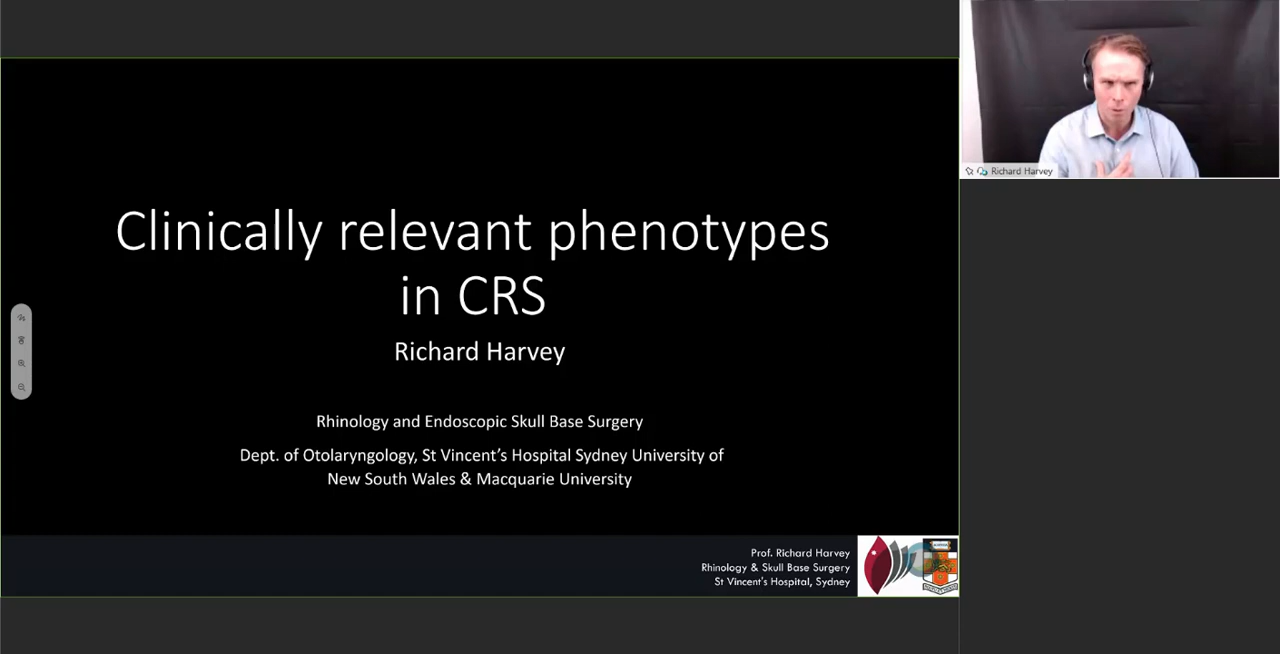 Clinically relevant phenotypes
in CRS
Richard Harvey
Rhinology and Endoscopic Skull Base Surgery
Dept. of Otolaryngology, St Vincent's Hospital Sydney University of
New South Wales & Macquarie University
Prof. Richard Harvey
Rhinology & Skull Base Surgery
St Vincent's Hospital, Sydney
Richard Harvey